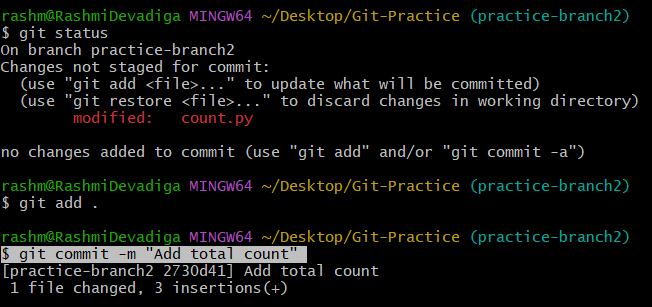 rashm@RashmiDevadiga MINGW64 ~/Desktop/Git-Practice (practice-branch2)
$ git status
On branch practice-branch2
Changes not staged for commit:
  (use "git add <file>..." to update what will be committed)
  (use "git restore <file>..." to discard changes in working directory)
        modified:   count.py

no changes added to commit (use "git add" and/or "git commit -a")

rashm@RashmiDevadiga MINGW64 ~/Desktop/Git-Practice (practice-branch2)
$ git add .

rashm@RashmiDevadiga MINGW64 ~/Desktop/Git-Practice (practice-branch2)
$ git commit -m "Add total count"
[practice-branch2 2730d41] Add total count
 1 file changed, 3 insertions(+)